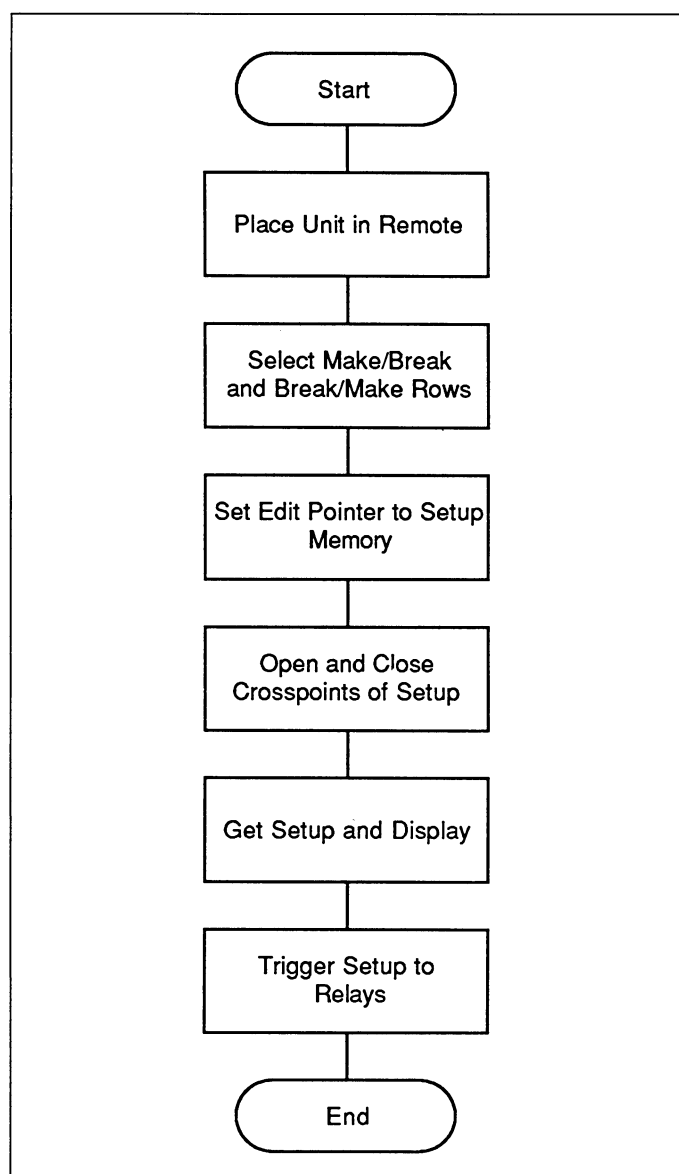 Start
Place Unit in Remote
Select Make/Break
and Break/Make Rows
Set Edit Pointer to Setup
Memory
Open and Close
Crosspoints of Setup
Get Setup and Display
Trigger Setup to
Relays
End